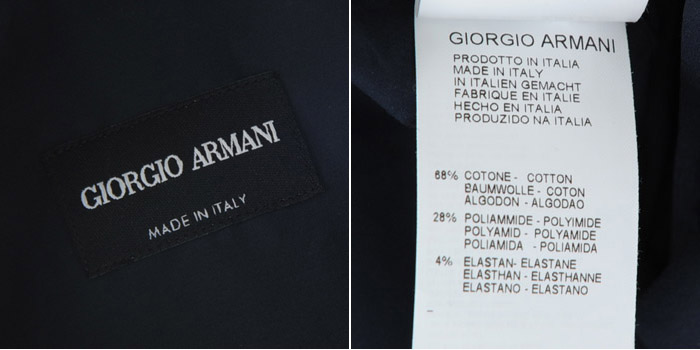 GIORGIO ARMANI
MADE IN ITALY
GIORGIO ARMANI
PRODOTTO IN ITALIA
MADE IN ITALY
IN ITALIEN GEMACHT
FABRIQUE EN ITALIE
HECHO EN ITALIA
PRODUZIDO NA ITALIA
68% COTONE - COTTON
BAUMWOLLE - COTON
ALGODON - ALGODAO
28% POLIAMMIDE - POLYIMIDE
POLYAMID - POLYAMIDE
POLIAMIDA - POLIAMIDA
4% ELASTAN- ELASTANE
ELASTHAN - ELASTHANNE
ELASTANO - ELASTANO